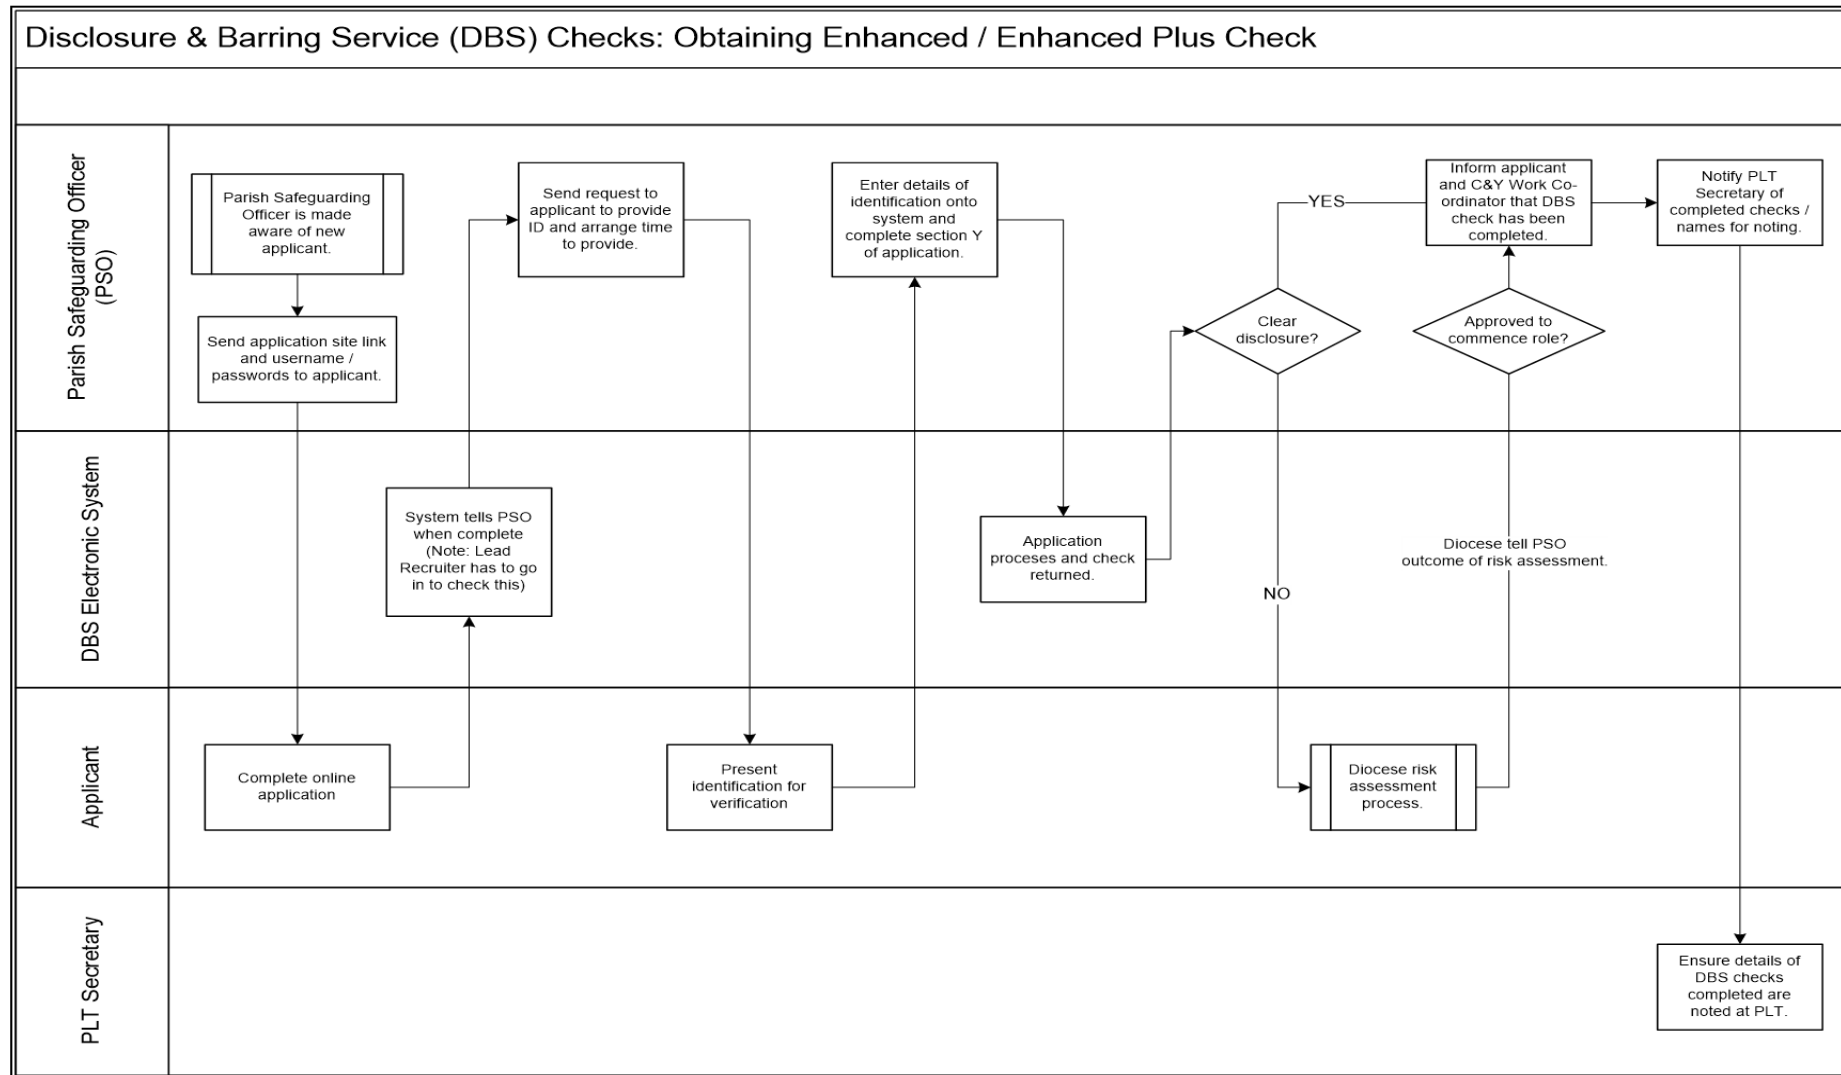 Disclosure & Barring Service (DBS) Checks: Obtaining Enhanced / Enhanced Plus Check
Parish Safeguarding Officer
(PSO)
Parish Safeguarding
Officer is made
aware of new
applicant.
Send application site link
and username /
passwords to applicant.
Send request to
applicant to provide
ID and arrange time
to provide.
Enter details of
identification onto
system and
complete section Y
of application.
Clear
disclosure?
YES
Inform applicant
and C&Y Work Co-
ordinator that DBS
check has been
completed.
Approved to
commence role?
Notify PLT
Secretary of
completed checks /
names for noting.
DBS Electronic System
System tells PSO
when complete
(Note: Lead
Recruiter has to go
in to check this)
Application
proceses and check
returned.
NO
Diocese tell PSO
outcome of risk assessment.
Applicant
Complete online
application
Present
identification for
verification
Diocese risk
assessment
process.
PLT Secretary
Ensure details of
DBS checks
completed are
noted at PLT.